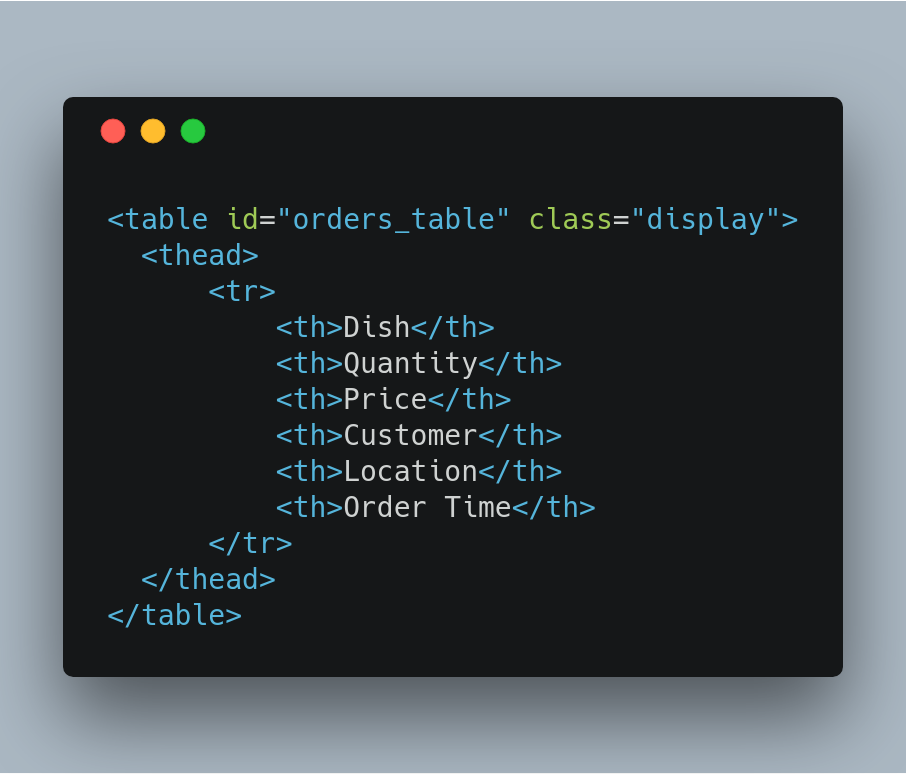 <table id="orders_table" class="display">
  <thead>
      <tr>
          <th>Dish</th>
          <th>Quantity</th>
          <th>Price</th>
          <th>Customer</th>
          <th>Location</th>
          <th>Order Time</th>
      </tr>
  </thead>
</table>